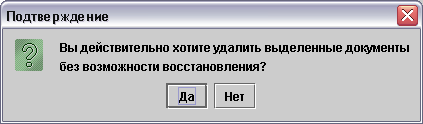 Подтверждение
Вы действительно хотите удалить выделенные документы
без возможности восстановления?
Да
Нет